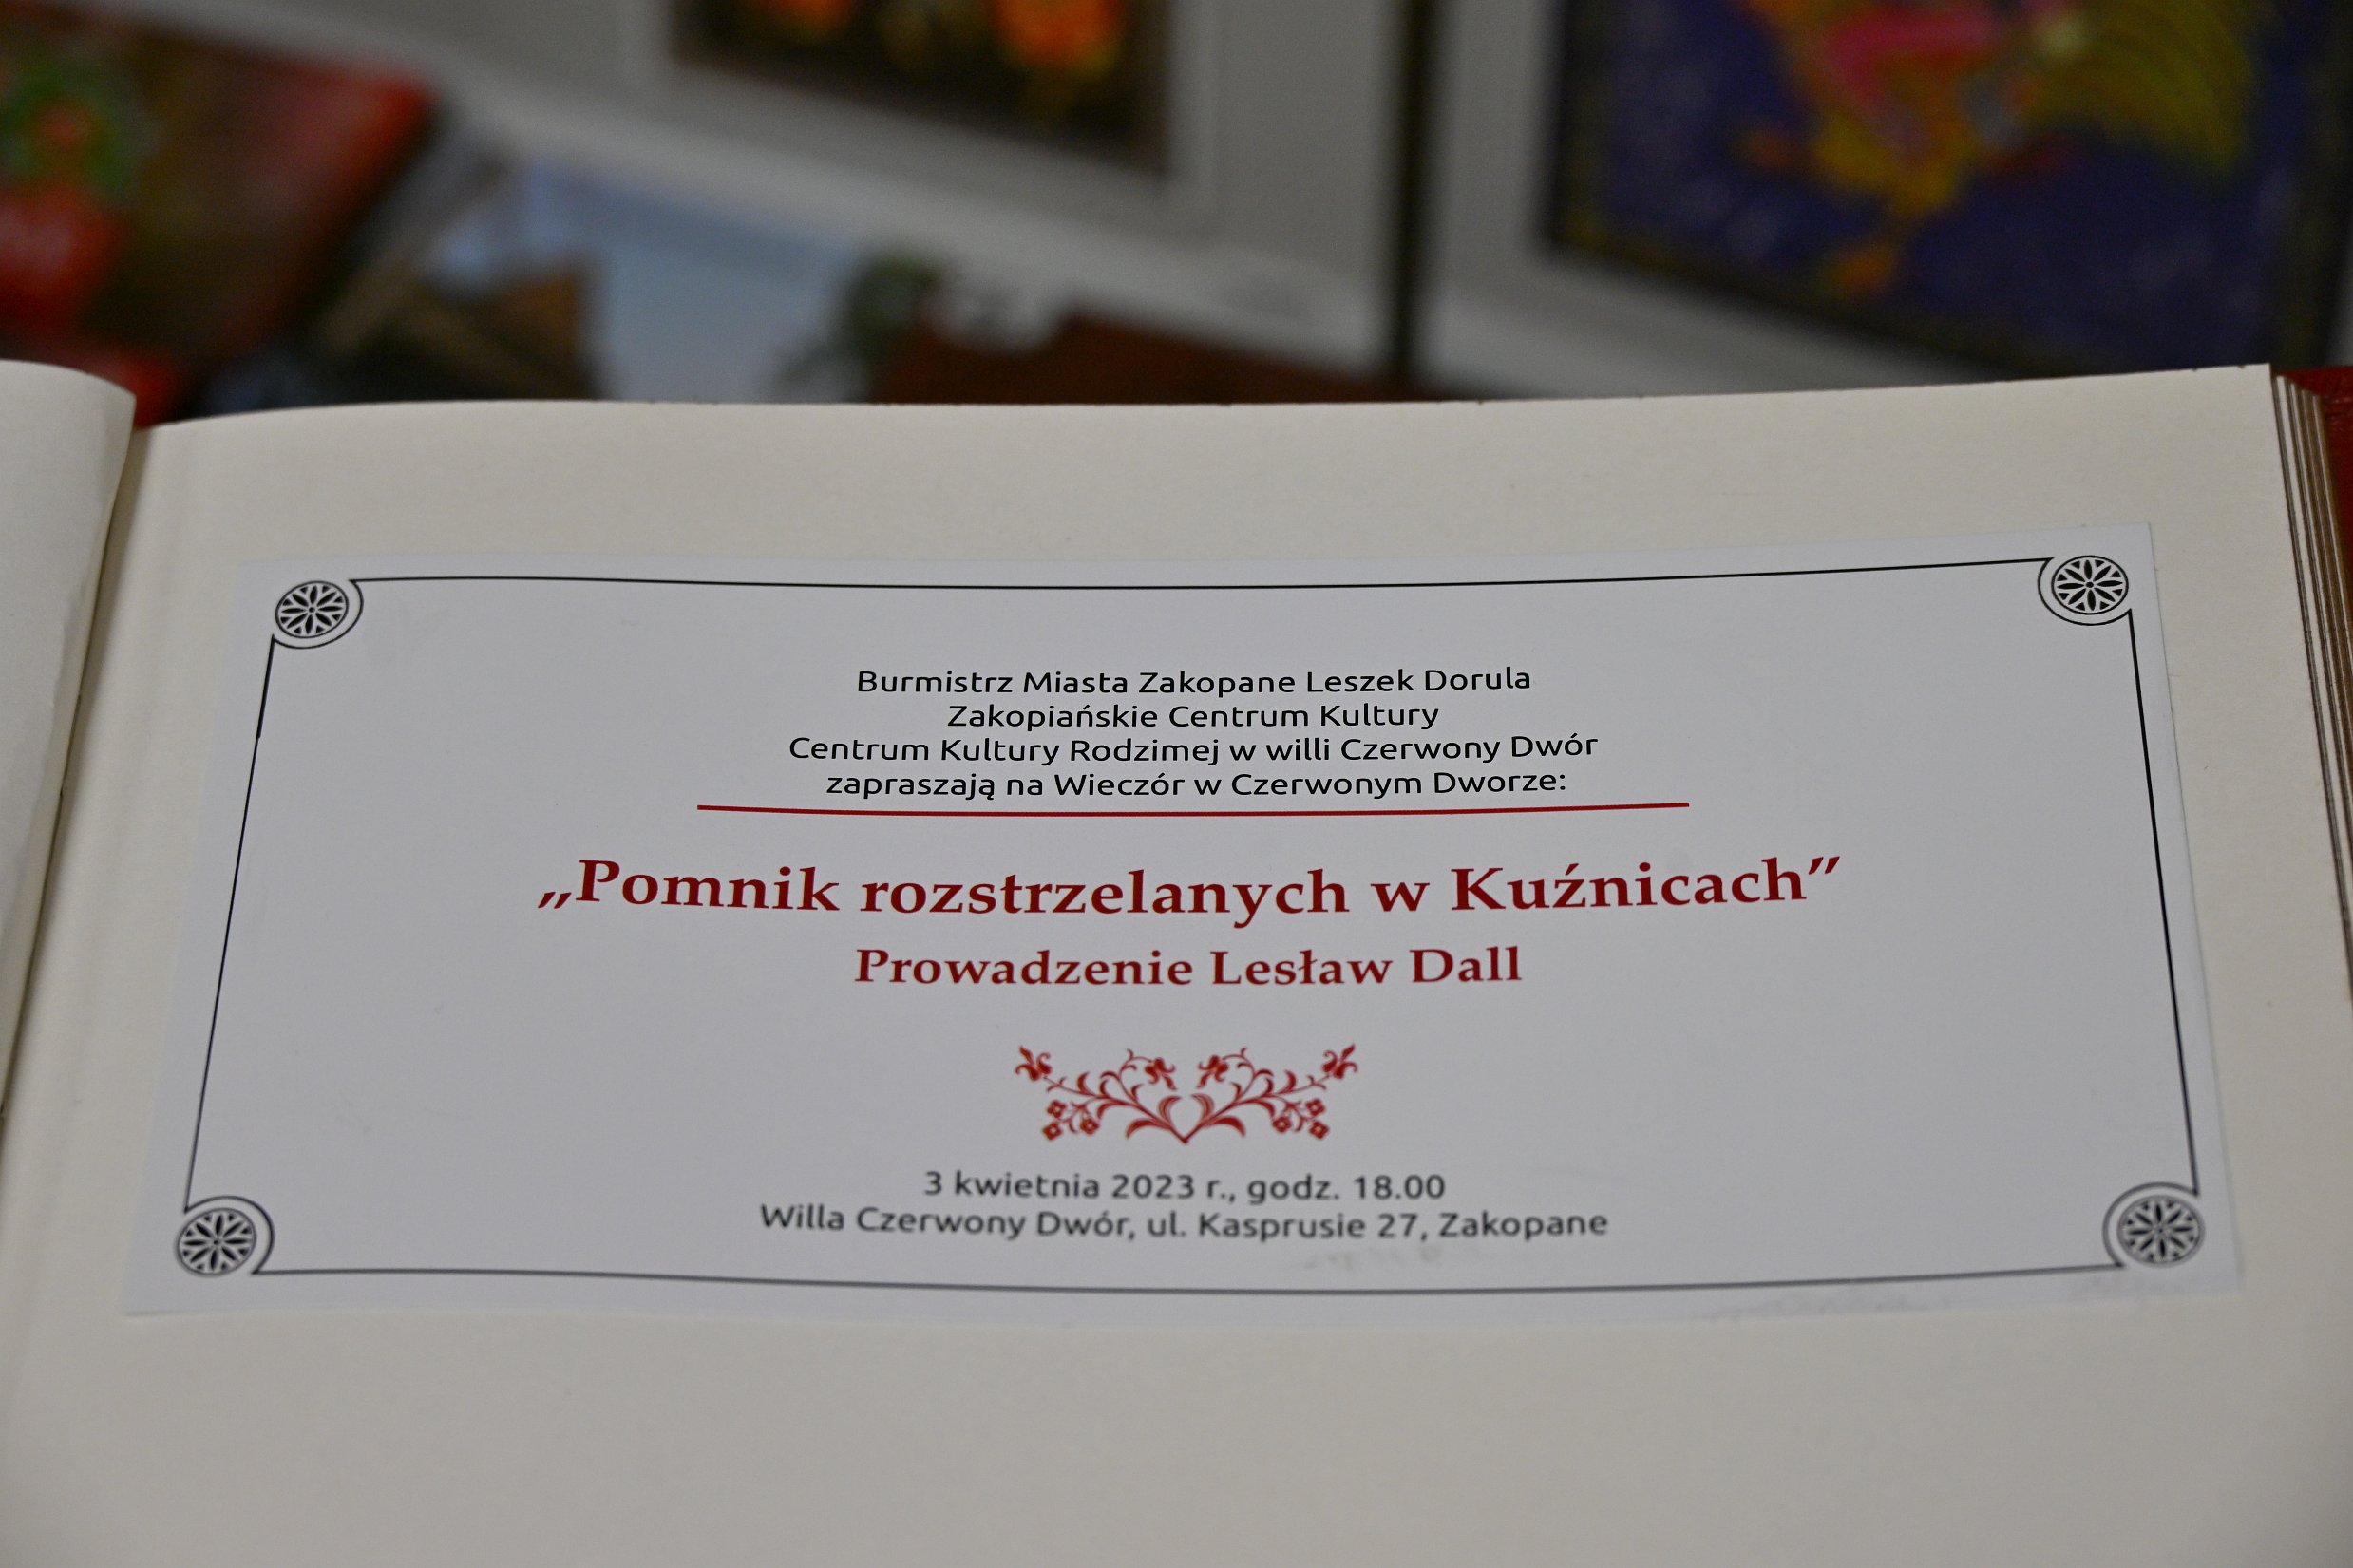 Burmistrz Miasta Zakopane Leszek Dorula
Zakopiańskie Centrum Kultury
Centrum Kultury Rodzimej w willi Czerwony Dwór
zapraszają na Wieczór w Czerwonym Dworze:
„Pomnik rozstrzelanych w Kuźnicach”
Prowadzenie Lesław Dall
3 kwietnia 2023 r., godz. 18.00
Willa Czerwony Dwór, ul. Kasprusie 27, Zakopane